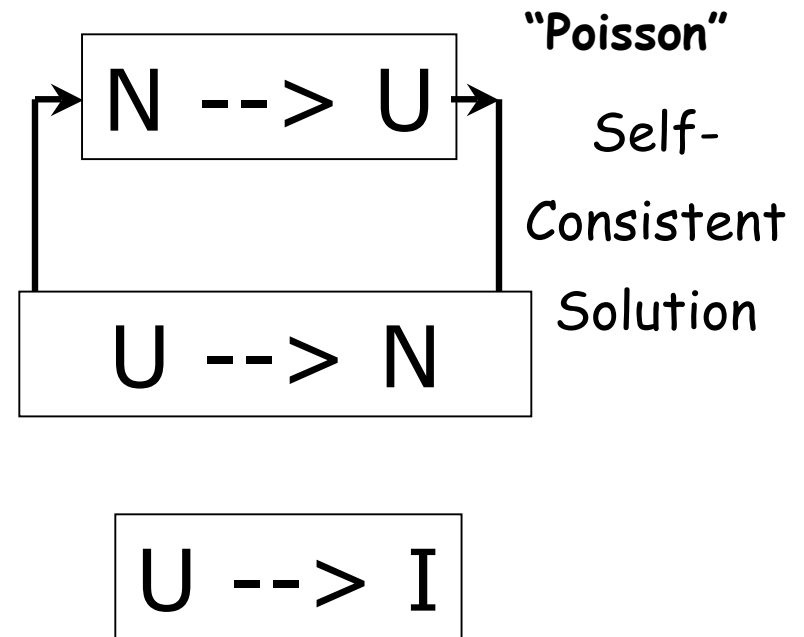 “Poisson”
N --> U
Self-
Consistent
Solution
U --> N
U --> I